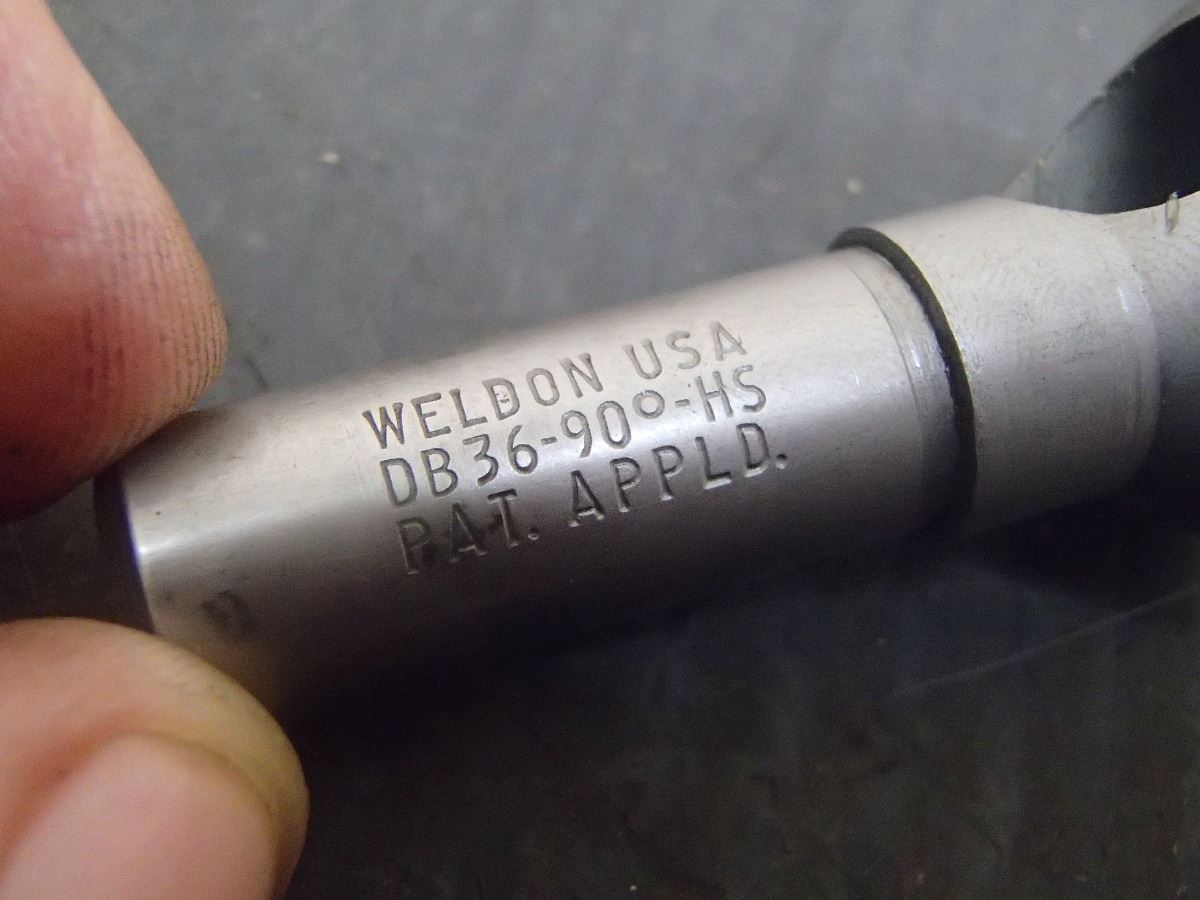 WELDON USA
DB36-90°-HS
PAT. APPLD.